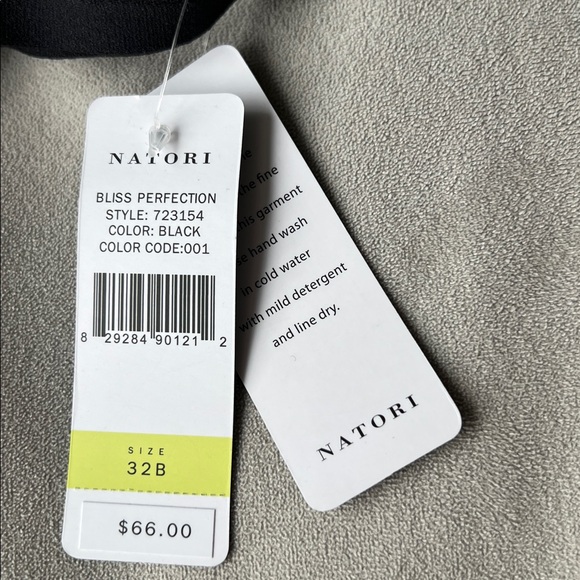 NATORI
BLISS PERFECTION
STYLE: 723154
COLOR: BLACK
COLOR CODE:001
8 29284 90121 2
SIZE
32B
$66.00
the fine
this garment
hand wash
in cold water
with mild detergent
and line dry.
NATORI